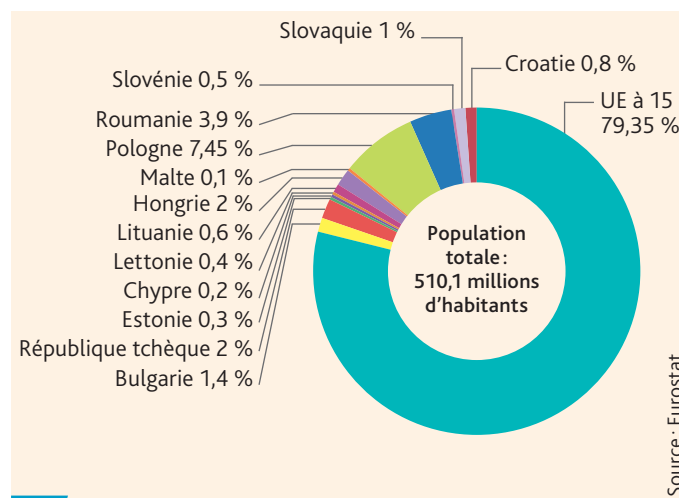 Slovaquie 1 %
Croatie 0,8 %
Slovénie 0,5 %
UE à 15
79,35 %
Roumanie 3,9 %
Pologne 7,45 %
Malte 0,1 %
Hongrie 2 %
Lituanie 0,6 %
Lettonie 0,4 %
Chypre 0,2 %
Estonie 0,3 %
République tchèque 2 %
Bulgarie 1,4 %
Population
totale :
510,1 millions
d'habitants
Source : Eurostat